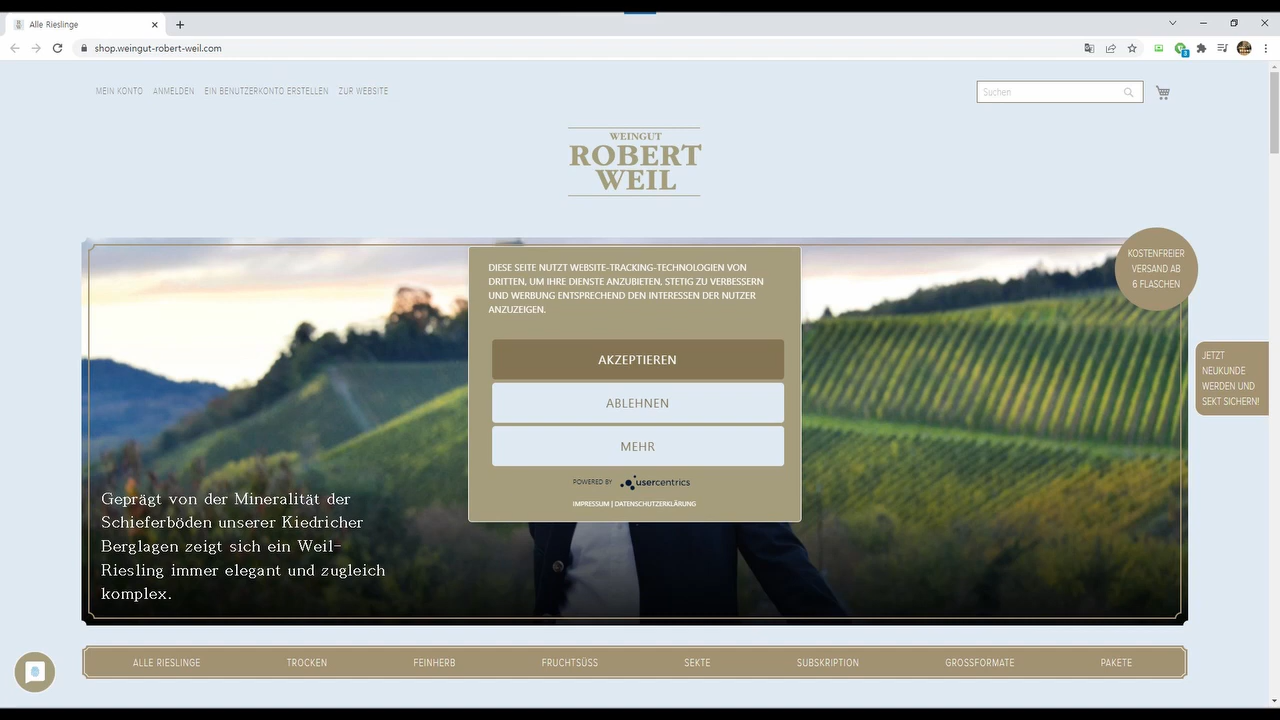 Alle Rieslinge
shop.weingut-robert-weil.com
MEIN KONTO ANMELDEN EIN BENUTZERKONTO ERSTELLEN ZUR WEBSITE
Suchen
WEINGUT
ROBERT
WEIL
KOSTENFREIER
VERSAND AB
6 FLASCHEN
DIESE SEITE NUTZT WEBSITE-TRACKING-TECHNOLOGIEN VON
DRITTEN, UM IHRE DIENSTE ANZUBIETEN, STETIG ZU VERBESSERN
UND WERBUNG ENTSPRECHEND DEN INTERESSEN DER NUTZER
ANZUZEIGEN.
AKZEPTIEREN
ABLEHNEN
MEHR
POWERED BY usercentrics
IMPRESSUM | DATENSCHUTZERKLÄRUNG
JETZT
NEUKUNDE
WERDEN UND
SEKT SICHERN!
Geprägt von der Mineralität der
Schieferböden unserer Kiedricher
Berglagen zeigt sich ein Weil-
Riesling immer elegant und zugleich
komplex.
ALLE RIESLINGE TROCKEN FEINHERB FRUCHTSÜSS SEKTE SUBSKRIPTION GROSSFORMATE PAKETE